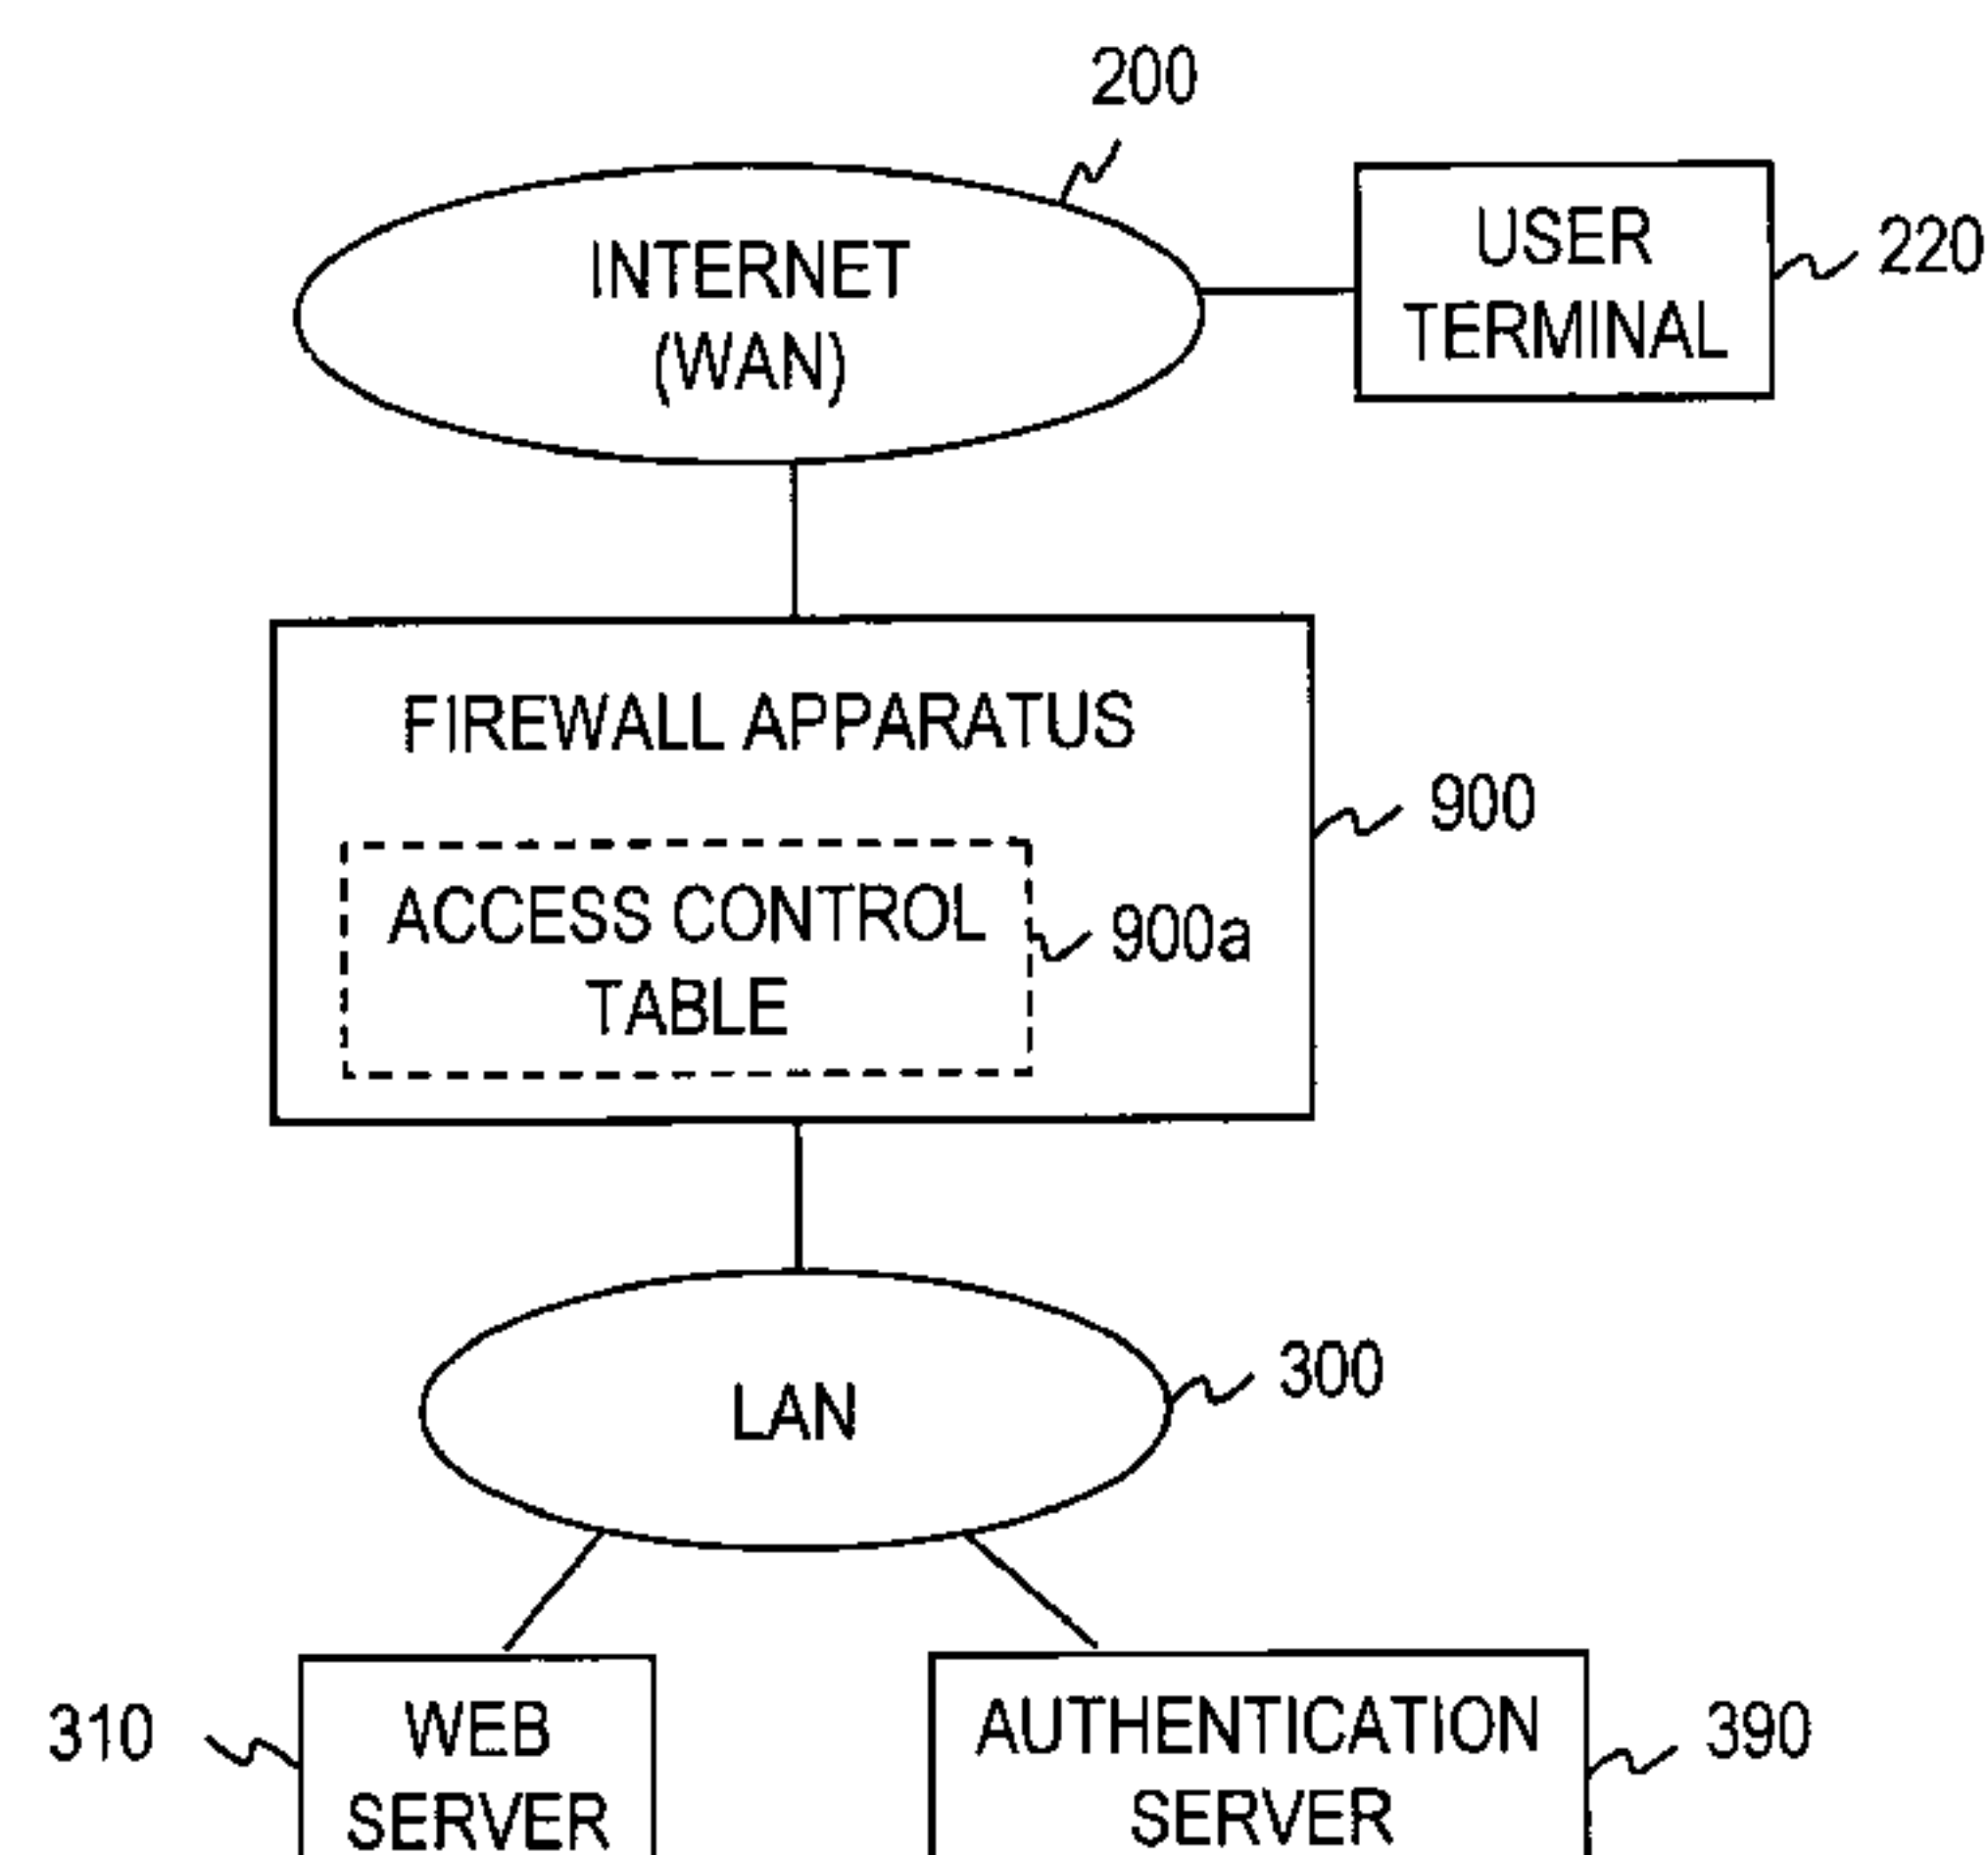 200
INTERNET
(WAN)
USER
TERMINAL
220
FIREWALL APPARATUS
900
ACCESS CONTROL
TABLE
900a
LAN
300
310
WEB
SERVER
AUTHENTICATION
SERVER
390